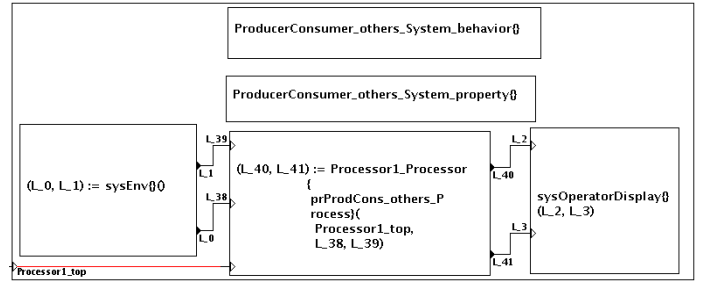 ProducerConsumer_others_System_behavior{}
ProducerConsumer_others_System_property{}
(L_0, L_1) := sysEnv{}()
L_39
L_1
L_38
L_0
Processor1_top
(L_40, L_41) := Processor1_Processor
{
prProdCons_others_P
rocess}(
Processor1_top,
L_38, L_39)
L_2
L_40
L_3
L_41
sysOperatorDisplay{}
(L_2, L_3)